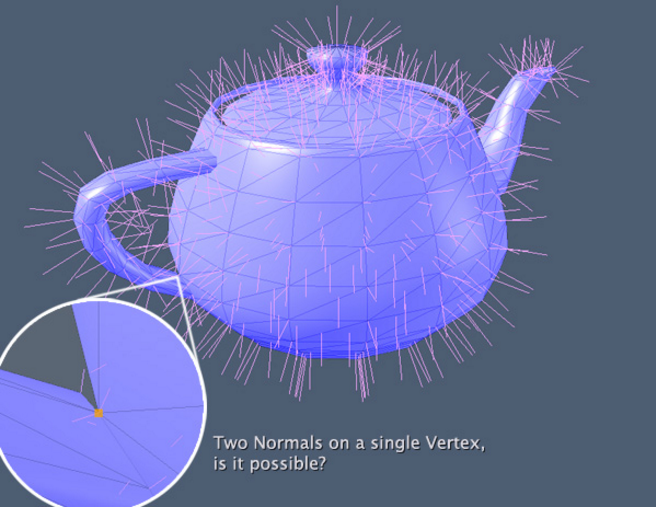 Two Normals on a single Vertex,
is it possible?